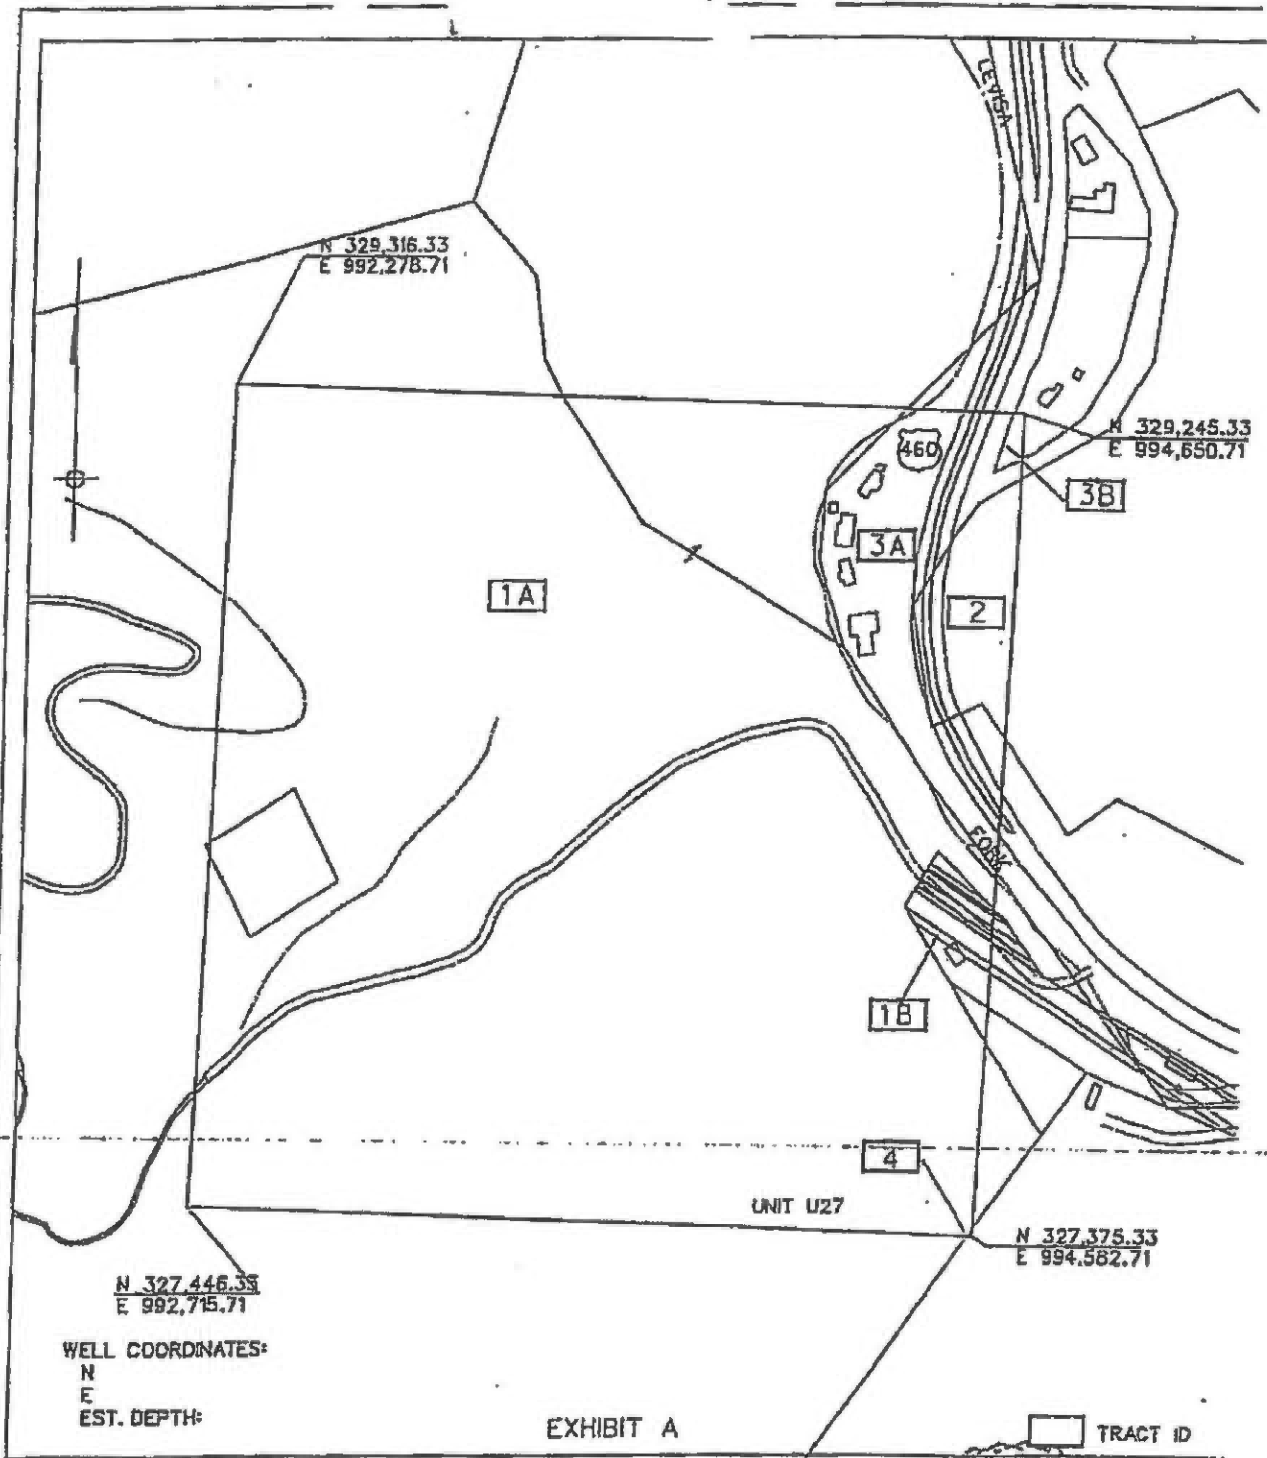 LEVISA
N 329,316.33
E 992,278.71
N 329,245.33
E 994,650.71
460
3B
3A
1A
2
FORK
1B
4
UNIT U27
N 327,375.33
E 994,582.71
N 327,446.33
E 992,715.71
WELL COORDINATES:
N
E
EST. DEPTH:
EXHIBIT A
TRACT ID